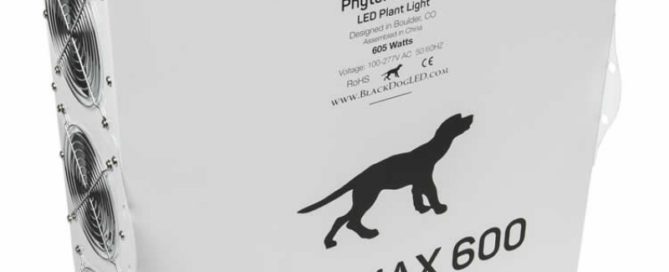 LED Plant Light
Designed in Boulder, CO
Assembled in China
605 Watts
Voltage: 100-277V AC 50 60HZ
RoHS CE
www.BlackDogLED.com
600